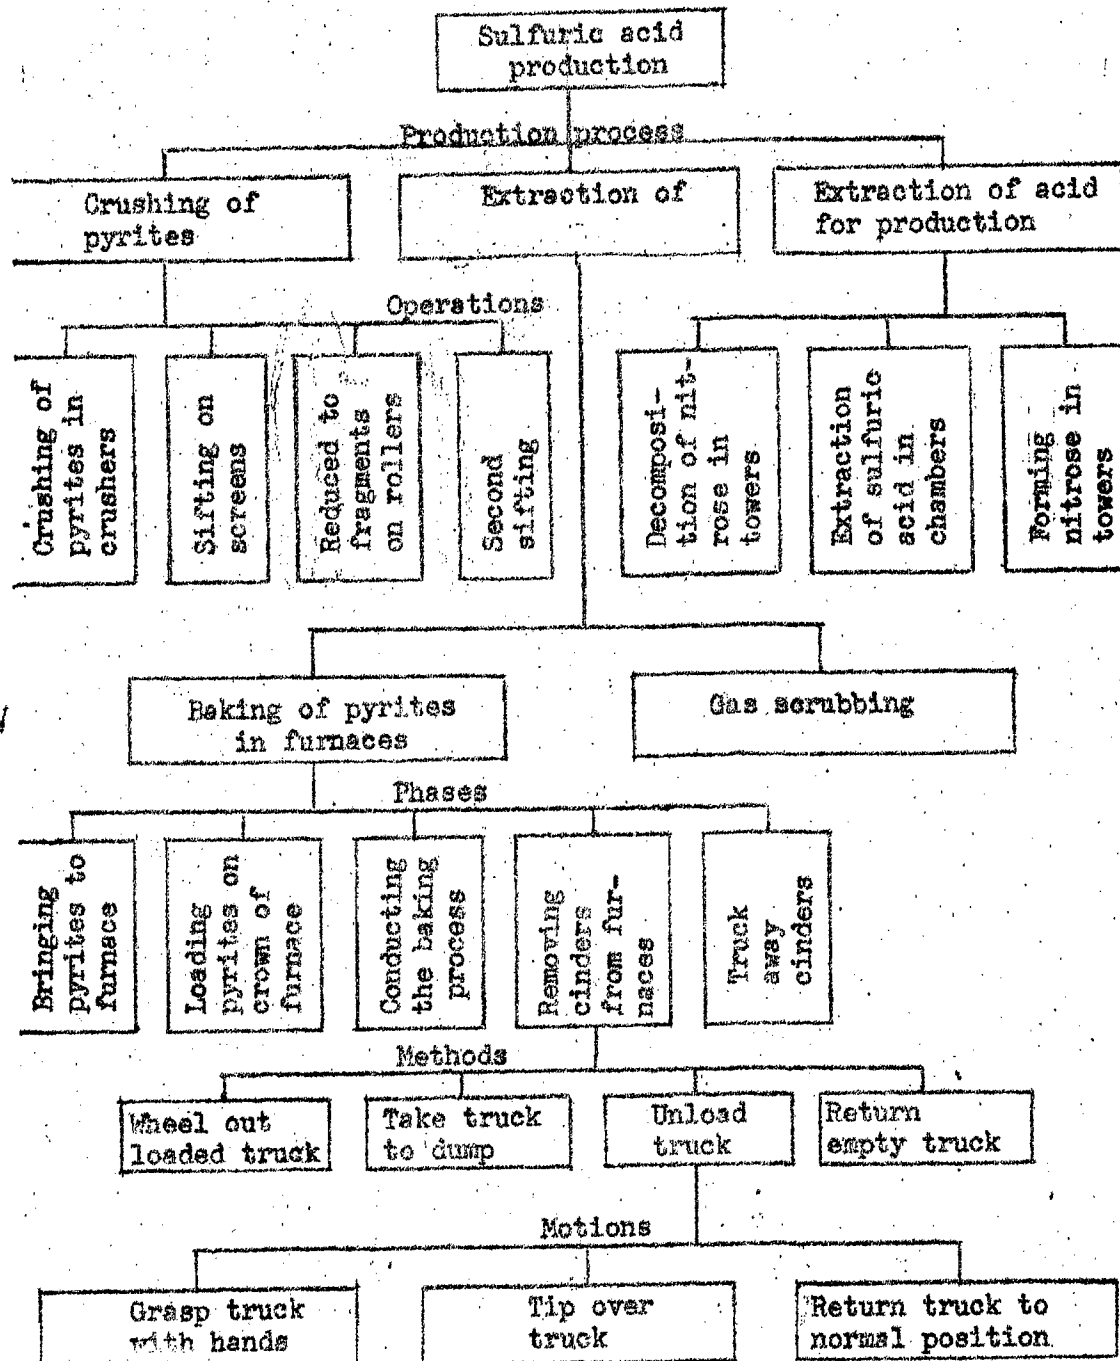 Sulfuric acid
production
Production process
Crushing of
pyrites
Extraction of
Extraction of acid
for production
Operations
Crushing of
pyrites in
crushers
Sifting on
screens
Reduced to
fragments
on rollers
Second
sifting
Decomposi-
tion of nit-
rose in
towers
Extraction
of sulfuric
acid in
chambers
Forming
nitrose in
towers
Baking of pyrites
in furnaces
Gas scrubbing
Phases
Bringing
pyrites to
furnace
Loading
pyrites on
crown of
furnace
Conducting
the baking
process
Removing
cinders
from fur-
naces
Truck
away
cinders
Methods
Wheel out
loaded truck
Take truck
to dump
Unload
truck
Return
empty truck
Motions
Grasp truck
with hands
Tip over
truck
Return truck to
normal position